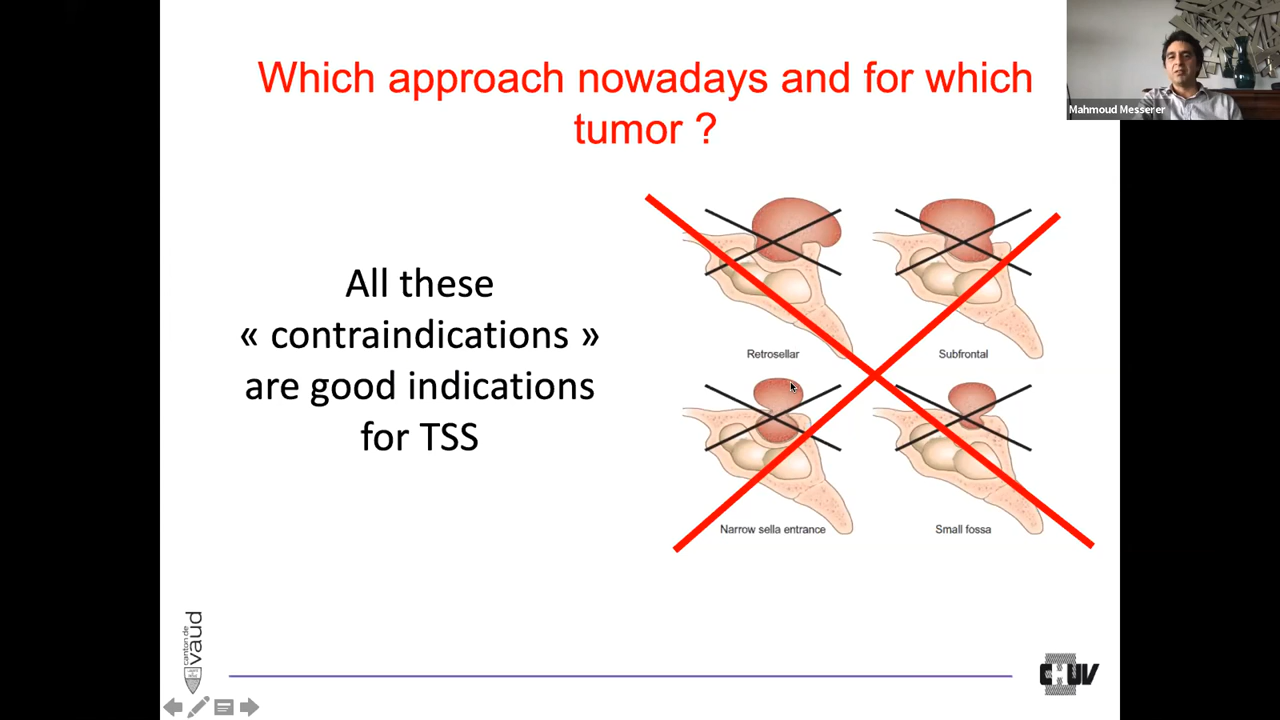 Which approach nowadays and for which
tumor ?
Mahmoud Messerer
All these
« contraindications »
are good indications
for TSS
Retrosellar
Subfrontal
Narrow sella entrance
Small fossa
canton de
vaud
CHUV